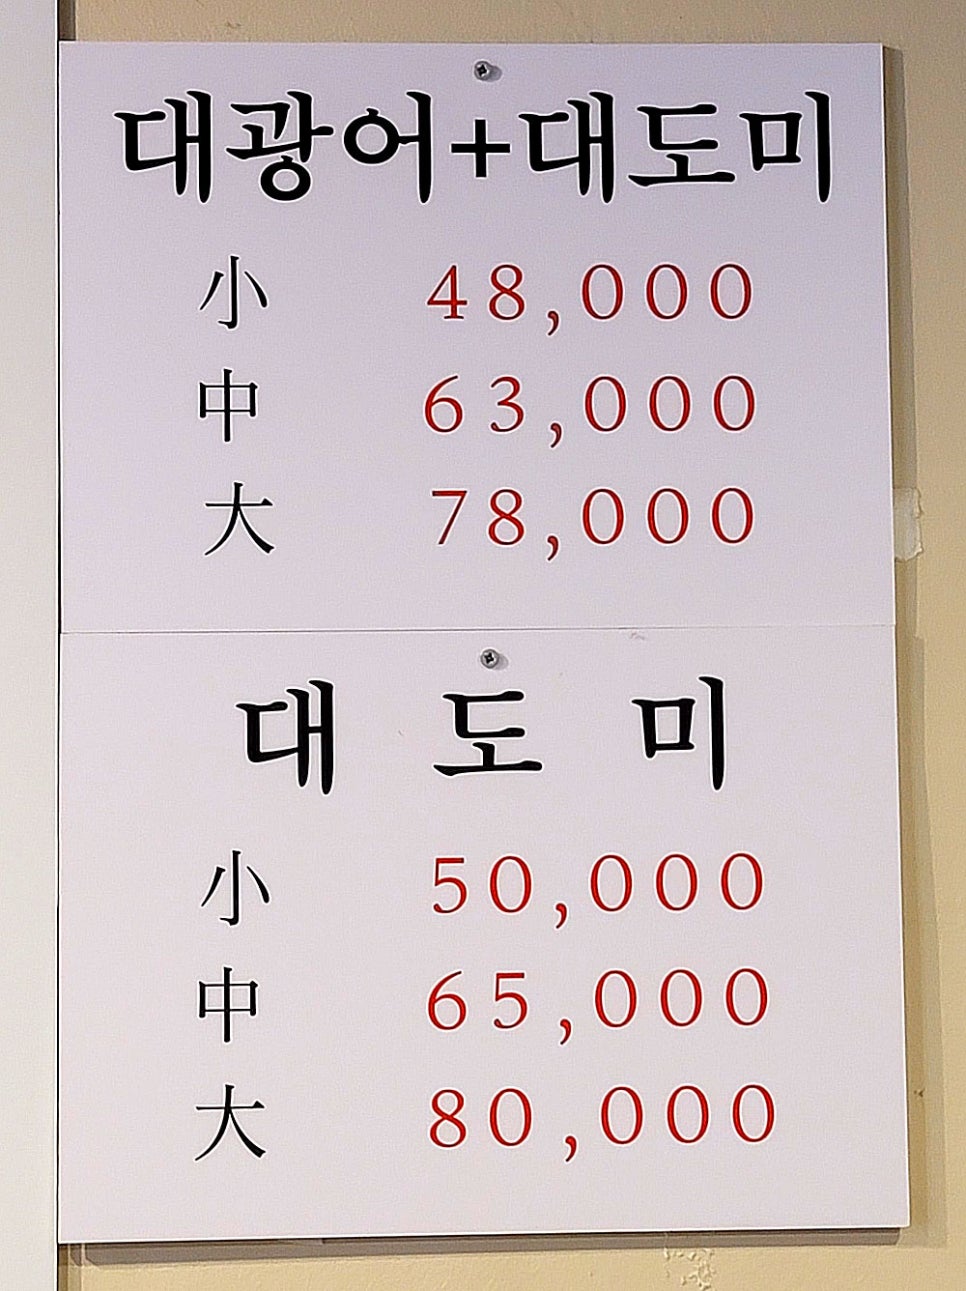 대광어+대도미
小 48,000
中 63,000
大 78,000
대 도 미
小 50,000
中 65,000
大 80,000